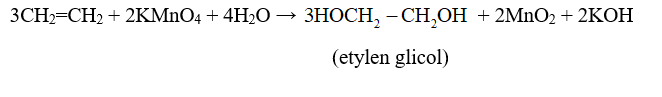 3CH₂=CH₂ + 2KMnO₄ + 4H₂O → 3HOCH₂ – CH₂OH + 2MnO₂ + 2KOH
(etylen glicol)